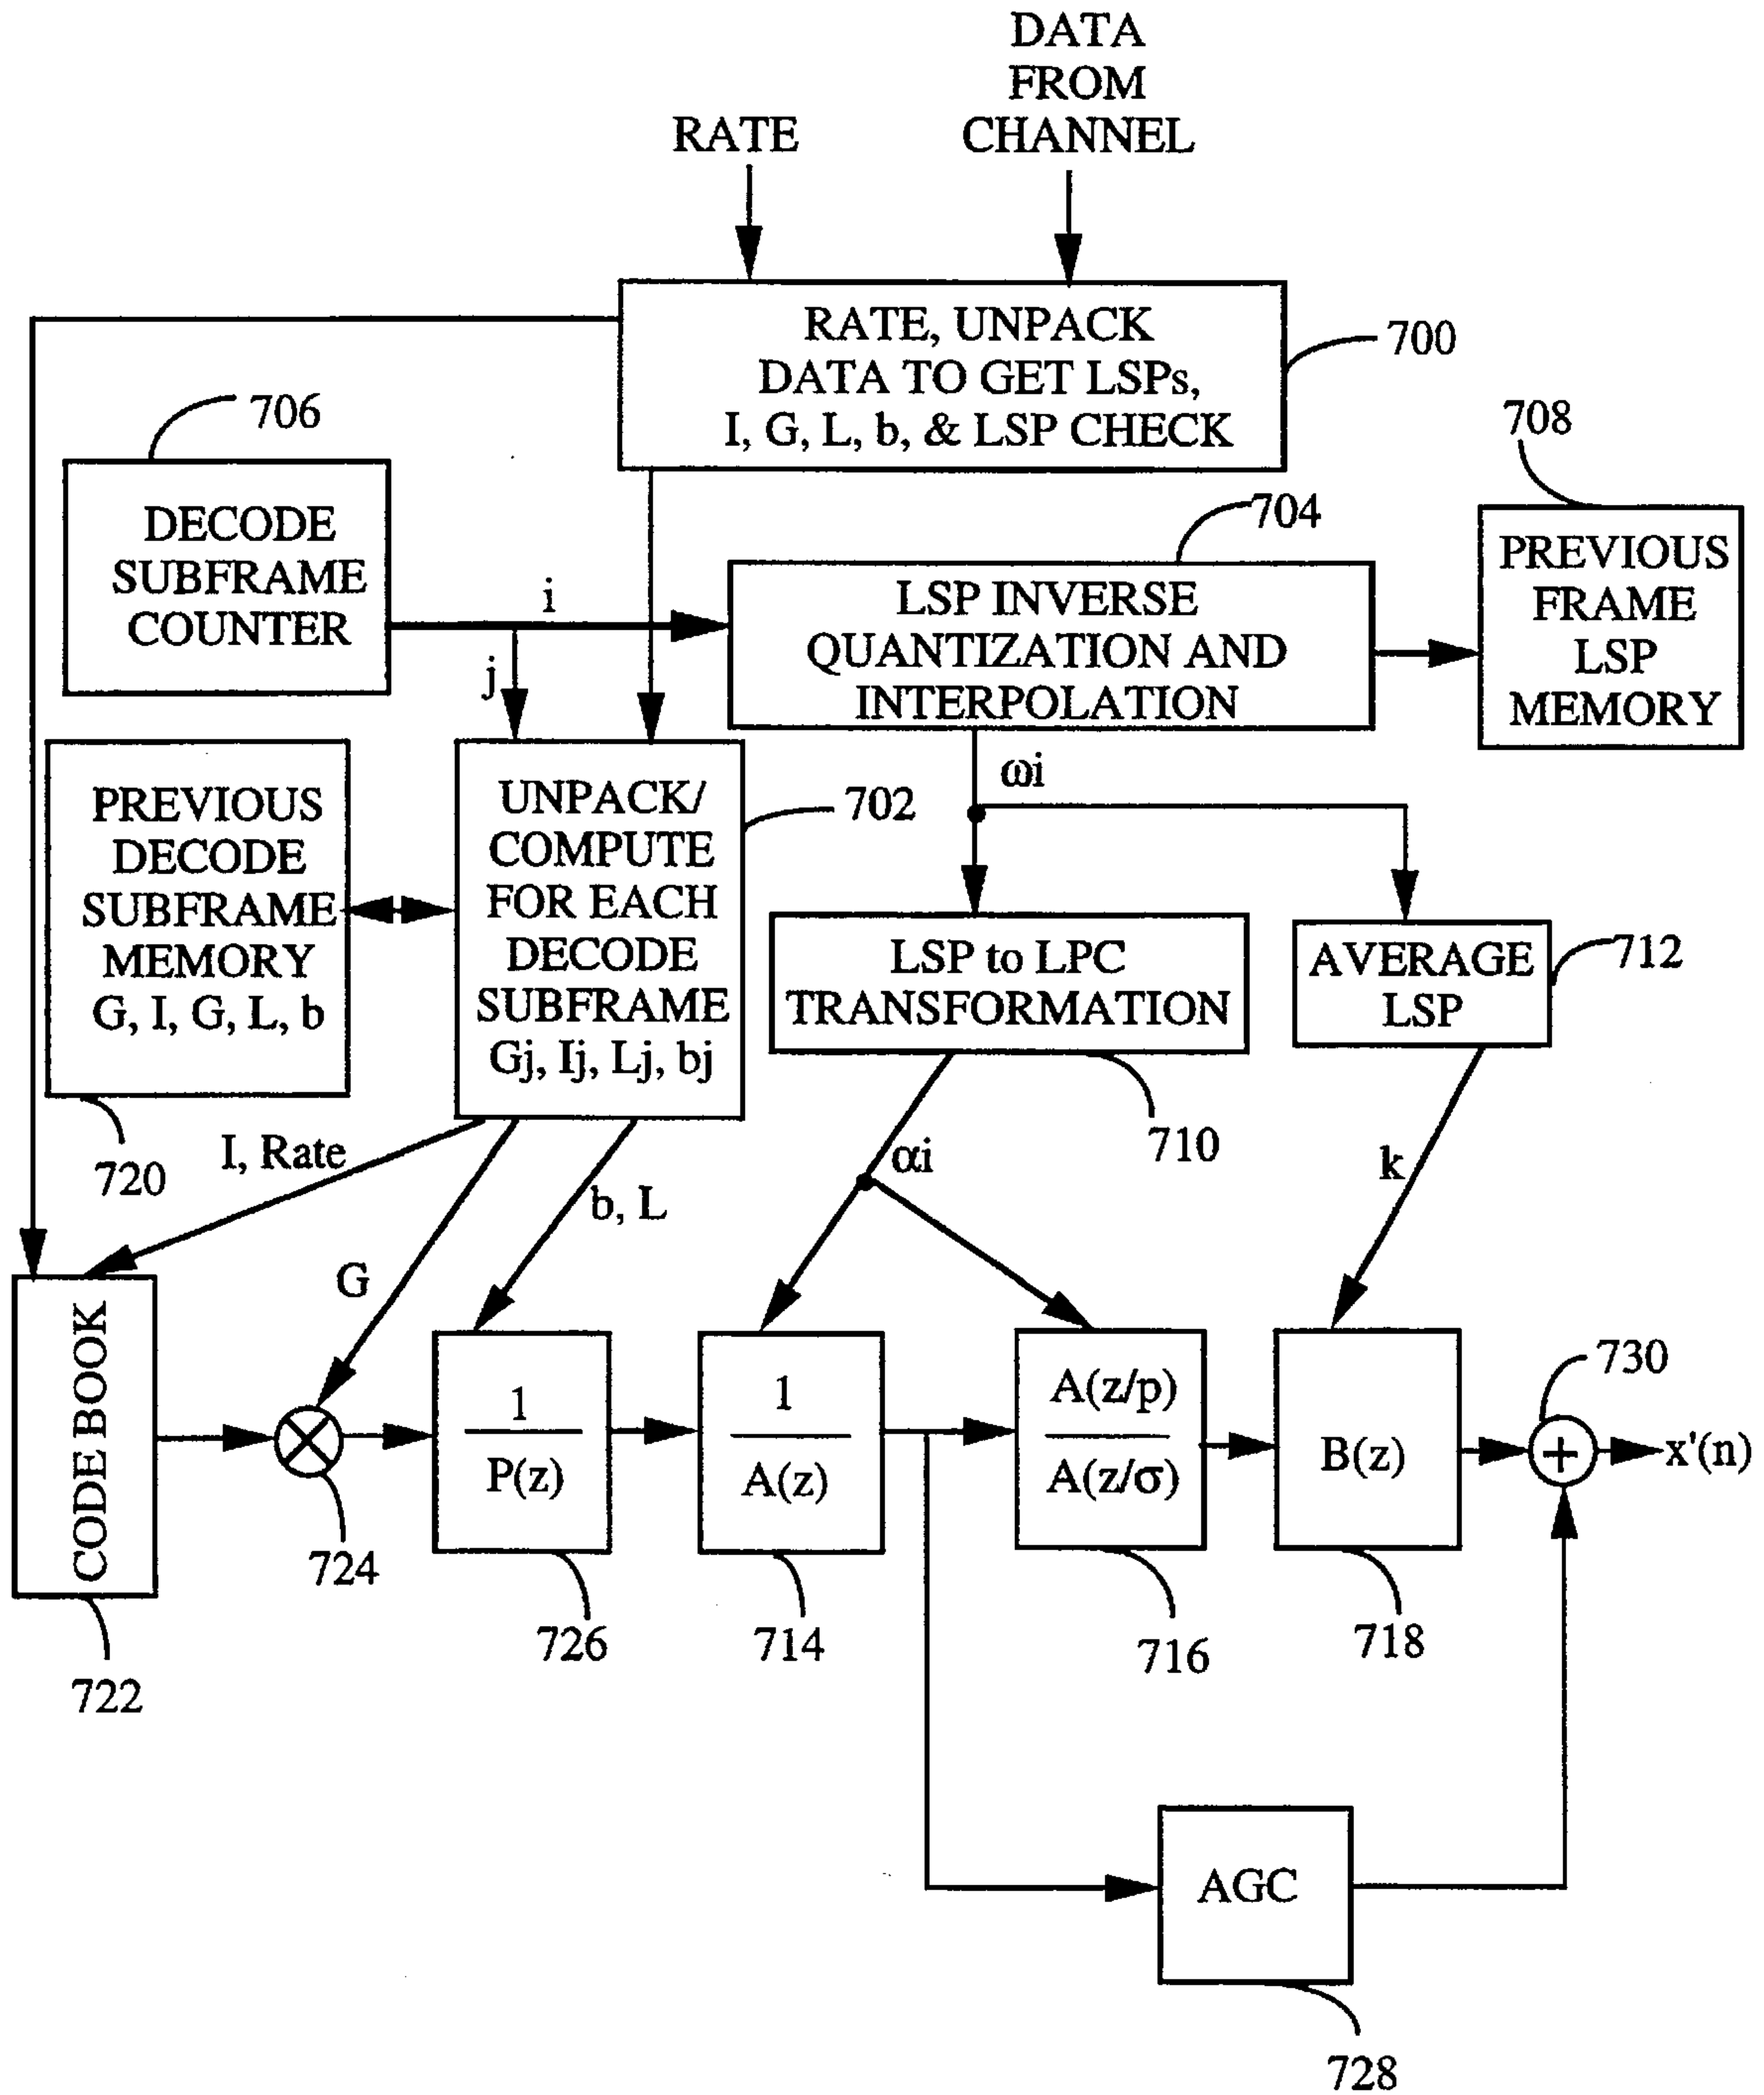 DATA
FROM
CHANNEL
RATE
RATE, UNPACK
DATA TO GET LSPs,
I, G, L, b, & LSP CHECK
700
706
DECODE
SUBFRAME
COUNTER
i
j
704
LSP INVERSE
QUANTIZATION AND
INTERPOLATION
708
PREVIOUS
FRAME
LSP
MEMORY
ωi
PREVIOUS
DECODE
SUBFRAME
MEMORY
G, I, G, L, b
720
UNPACK/
COMPUTE
FOR EACH
DECODE
SUBFRAME
Gj, Ij, Lj, bj
702
LSP to LPC
TRANSFORMATION
710
AVERAGE
LSP
712
I, Rate
G
b, L
αi
k
CODE BOOK
722
724
1
P(z)
726
1
A(z)
714
A(z/p)
A(z/σ)
716
B(z)
718
730
+
x'(n)
AGC
728